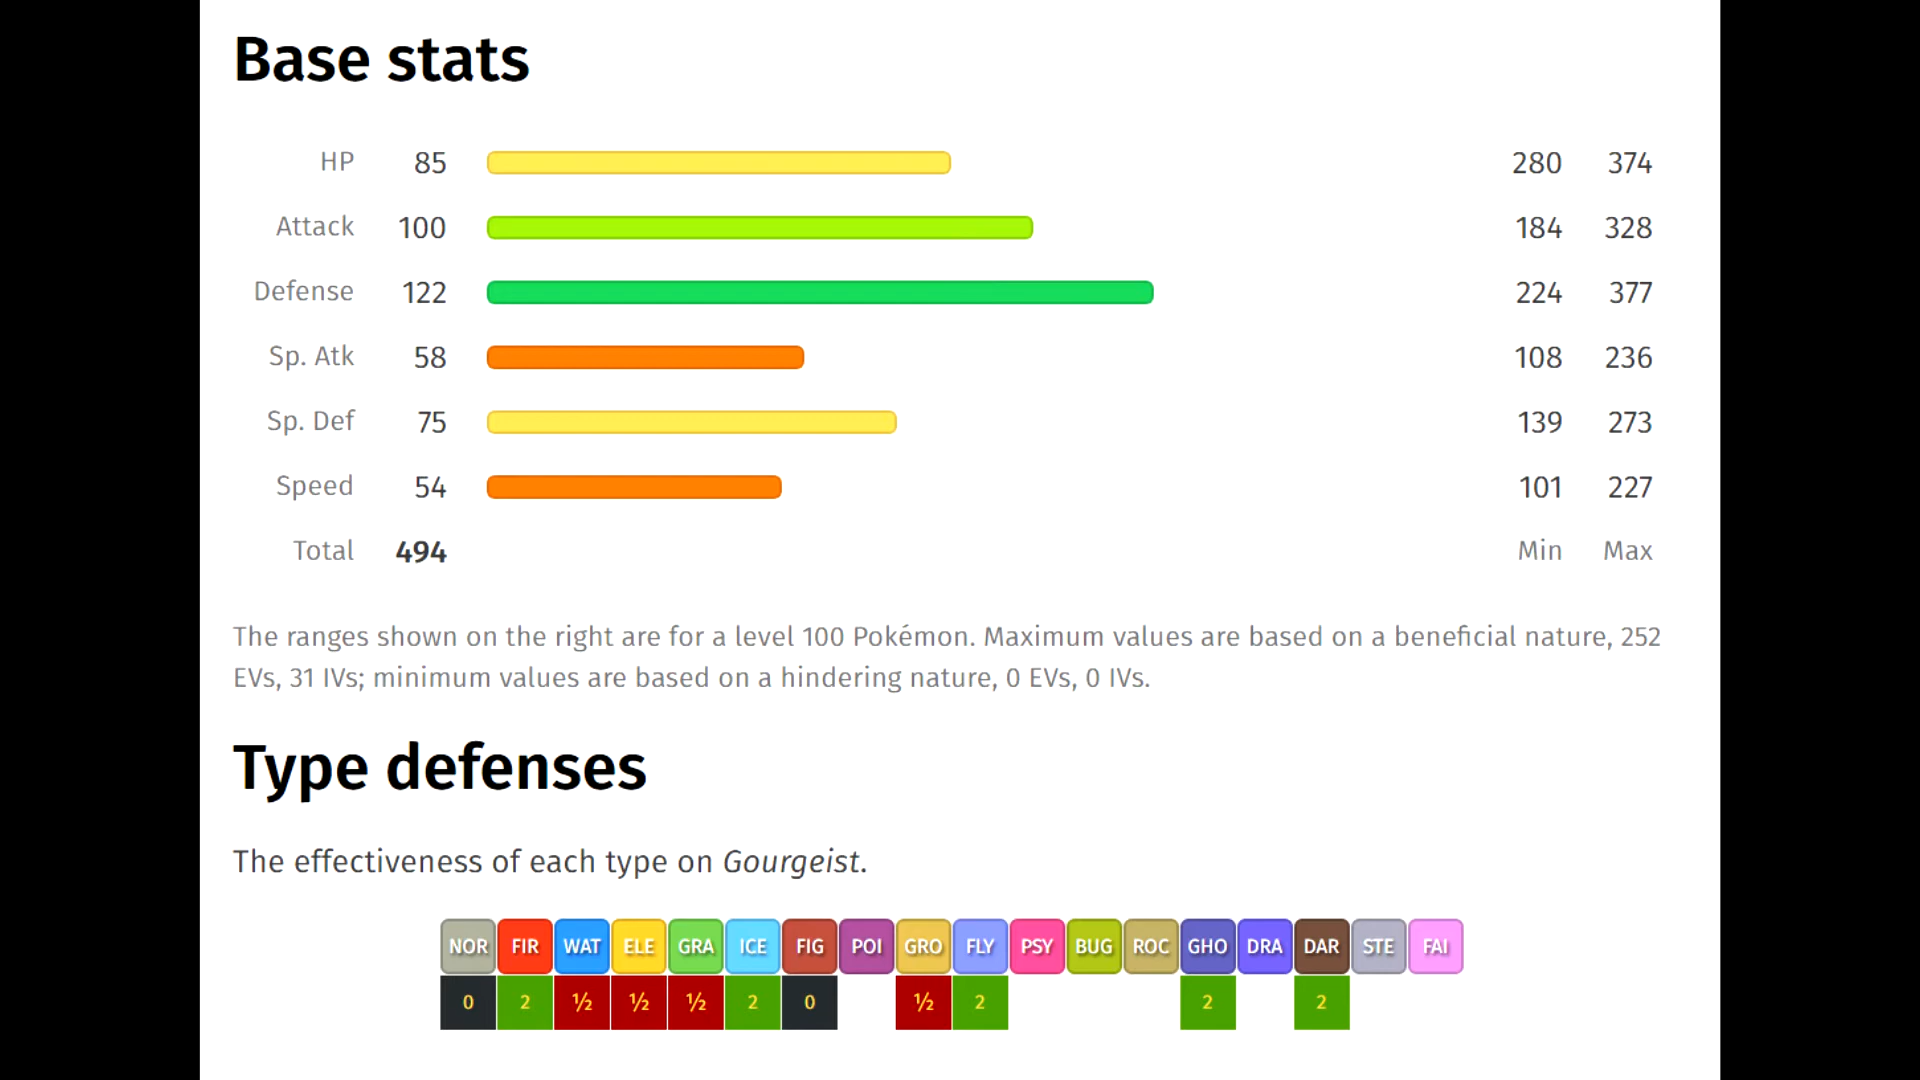 Base stats
HP 85 280 374
Attack 100 184 328
Defense 122 224 377
Sp. Atk 58 108 236
Sp. Def 75 139 273
Speed 54 101 227
Total 494 Min Max
The ranges shown on the right are for a level 100 Pokémon. Maximum values are based on a beneficial nature, 252
EVs, 31 IVs; minimum values are based on a hindering nature, 0 EVs, 0 IVs.
Type defenses
The effectiveness of each type on Gourgeist.
NOR FIR WAT ELE GRA ICE FIG POI GRO FLY PSY BUG ROC GHO DRA DAR STE FAI
0 2 ½ ½ ½ 2 0 ½ 2 2 2